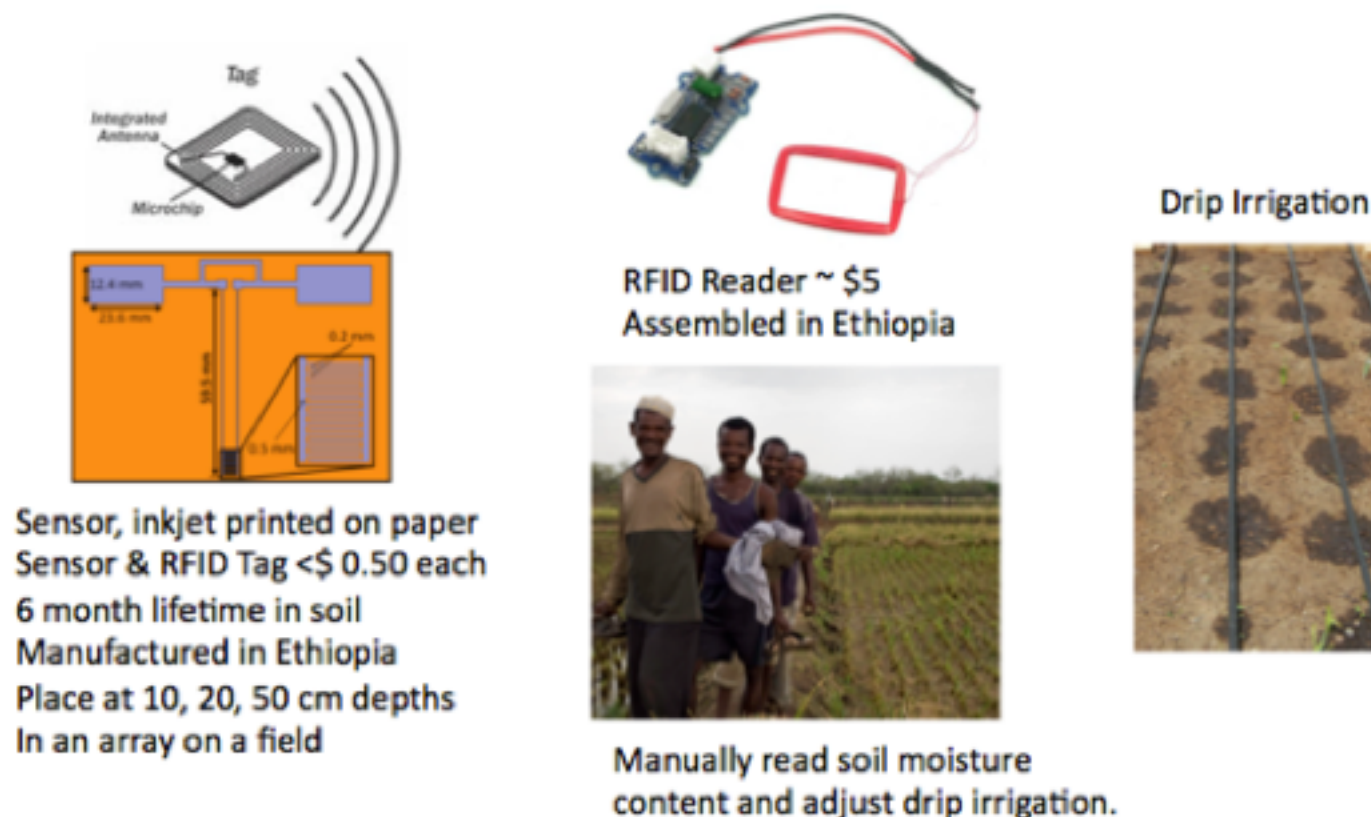 Tag
Integrated
Antenna
Microchip
12.4 mm
23.6 mm
59.5 mm
0.2 mm
0.5 mm
Sensor, inkjet printed on paper
Sensor & RFID Tag <$ 0.50 each
6 month lifetime in soil
Manufactured in Ethiopia
Place at 10, 20, 50 cm depths
In an array on a field
RFID Reader ~ $5
Assembled in Ethiopia
Manually read soil moisture
content and adjust drip irrigation.
Drip Irrigation